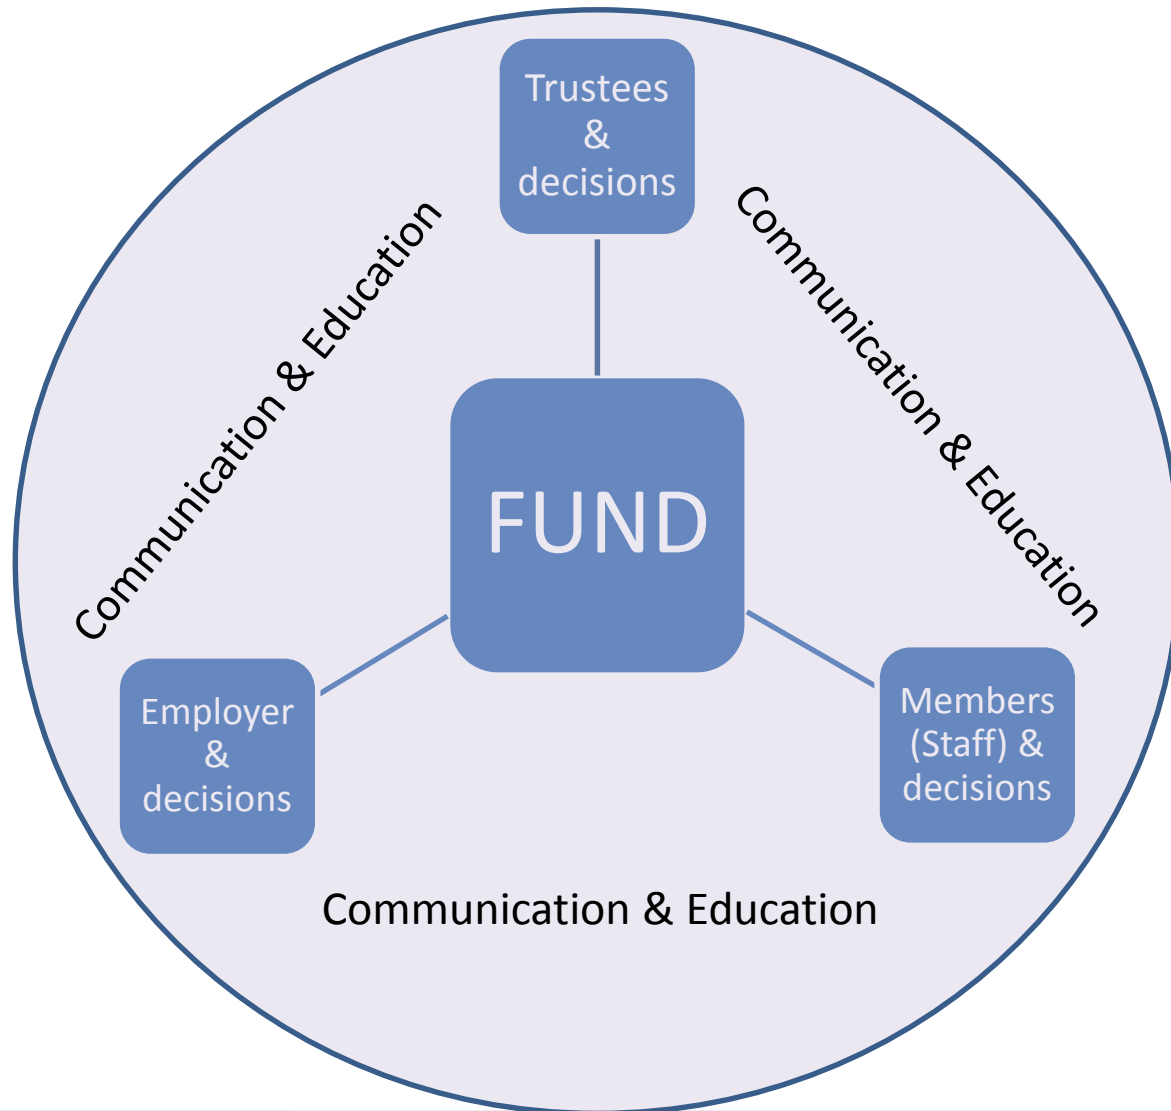 Trustees
&
decisions
Communication & Education
Communication & Education
FUND
Employer
&
decisions
Members
(Staff) &
decisions
Communication & Education